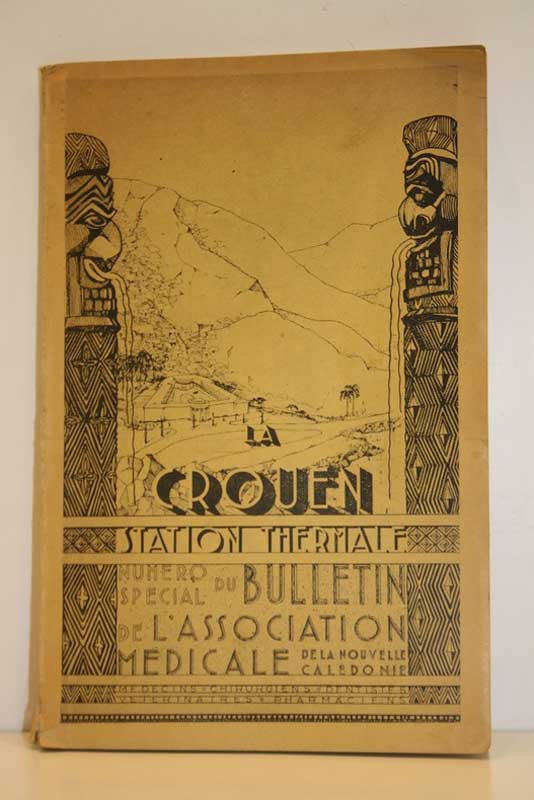 LA
CROUEN
STATION THERMALE
NUMERO SPECIAL DU BULLETIN
DE L'ASSOCIATION
MEDICALE DE LA NOUVELLE CALEDONIE
MEDECINS * CHIRURGIENS * DENTISTES
VETERINAIRES * PHARMACIENS